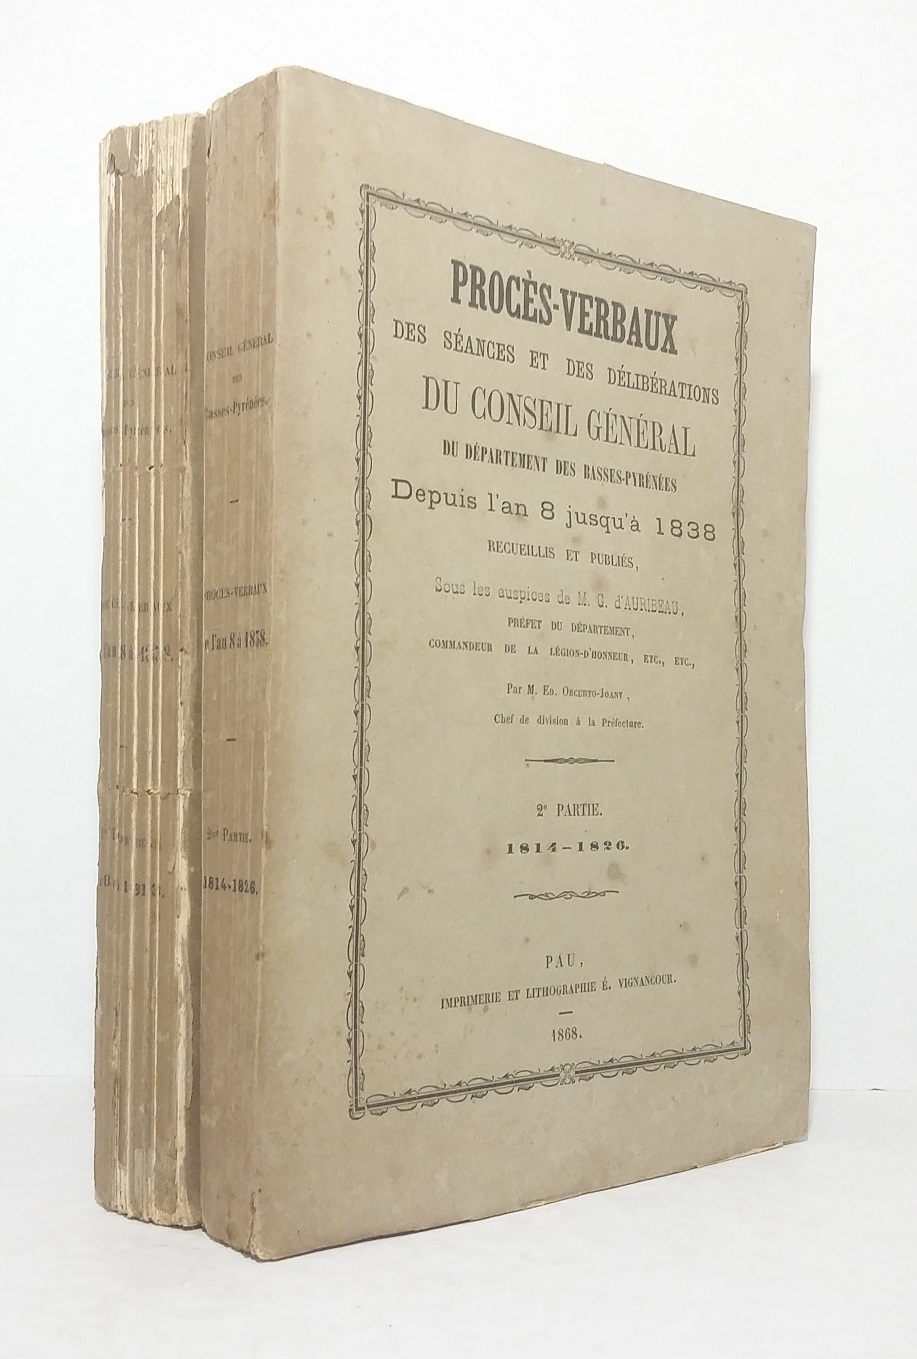 PROCÈS-VERBAUX
DES SÉANCES ET DES DÉLIBÉRATIONS
DU CONSEIL GÉNÉRAL
DU DÉPARTEMENT DES BASSES-PYRÉNÉES
Depuis l'an 8 jusqu'à 1838
RECUEILLIS ET PUBLIÉS,
Sous les auspices de M. G. d'AURIBEAU,
PRÉFET DU DÉPARTEMENT,
COMMANDEUR DE LA LÉGION-D'HONNEUR, ETC., ETC.,
Par M. ED. ORCURTO-JOANY,
Chef de division à la Préfecture.
2e PARTIE.
1814-1826.
PAU,
IMPRIMERIE ET LITHOGRAPHIE É. VIGNANCOUR.
1868.
ONSEIL GÉNÉRAL
DES
Basses-Pyrénées.
PROCÈS-VERBAUX
e l'an 8 à 1838.
2me PARTIE.
1814-1826.